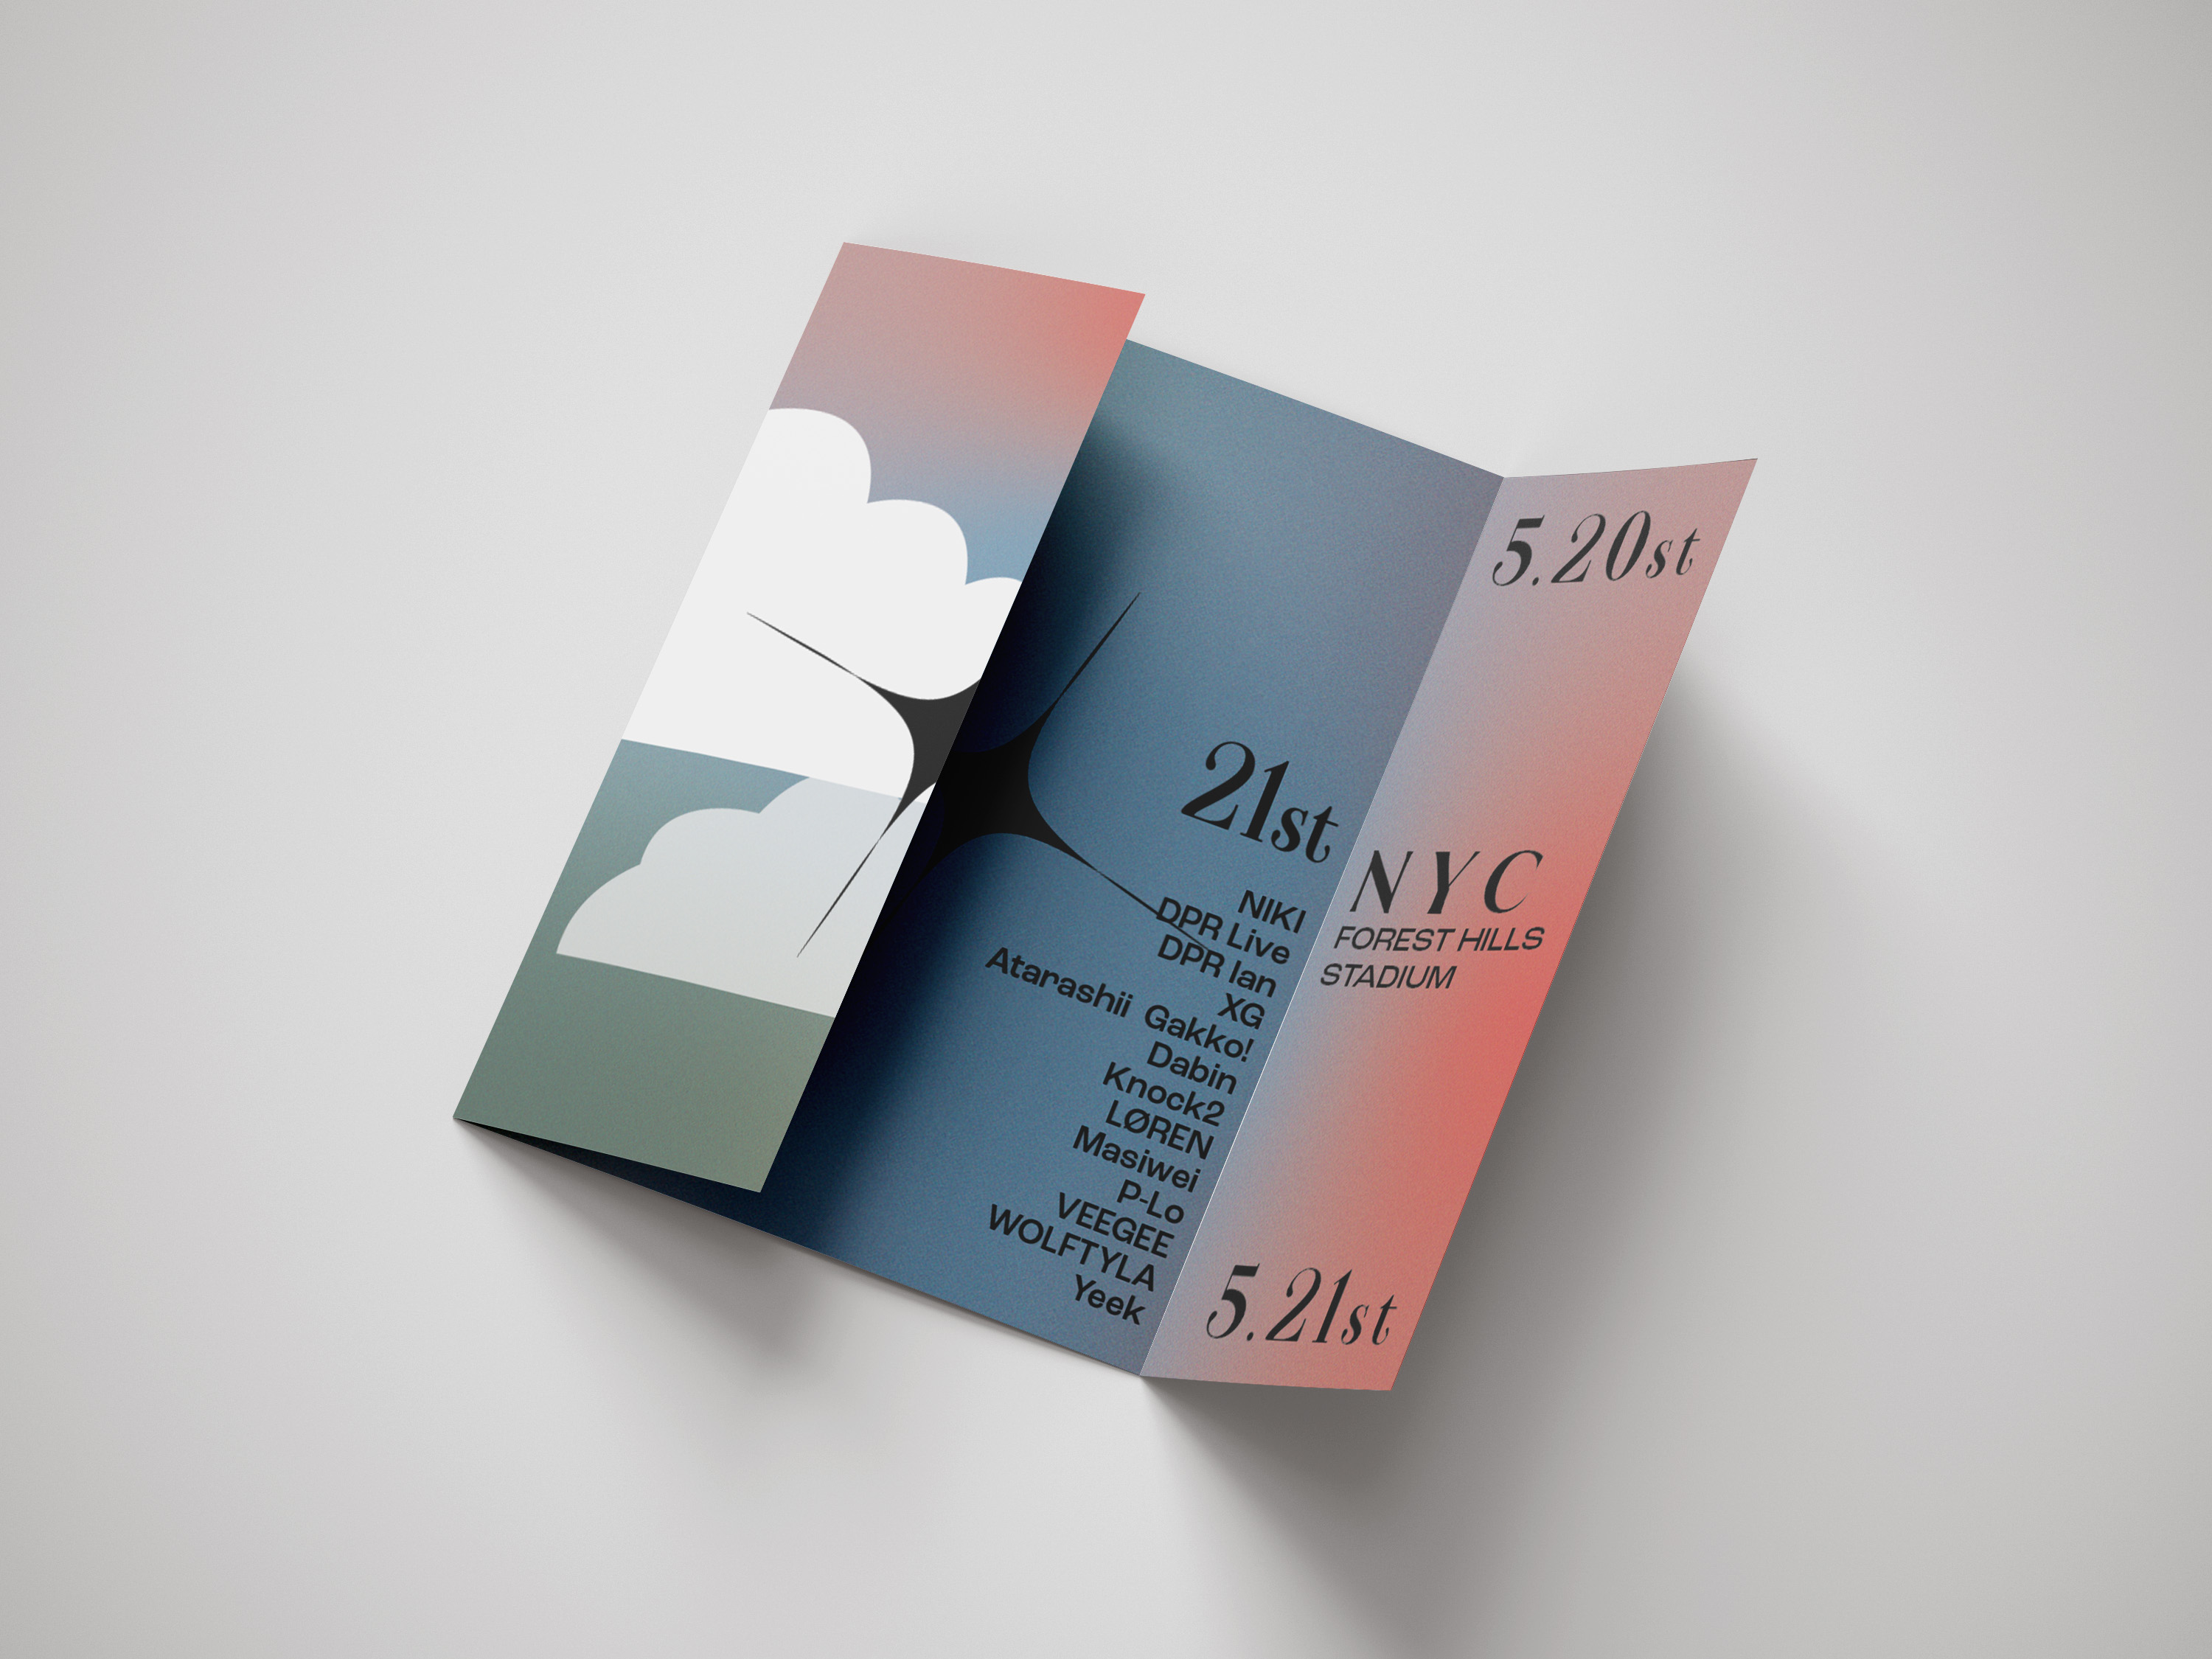 21st
NIKI
DPR Live
DPR Ian
XG
Atarashii Gakko!
Dabin
Knock2
LØREN
Masiwei
P-Lo
VEEGEE
WOLFTYLA
Yeek
5.20st
NYC
FOREST HILLS
STADIUM
5.21st